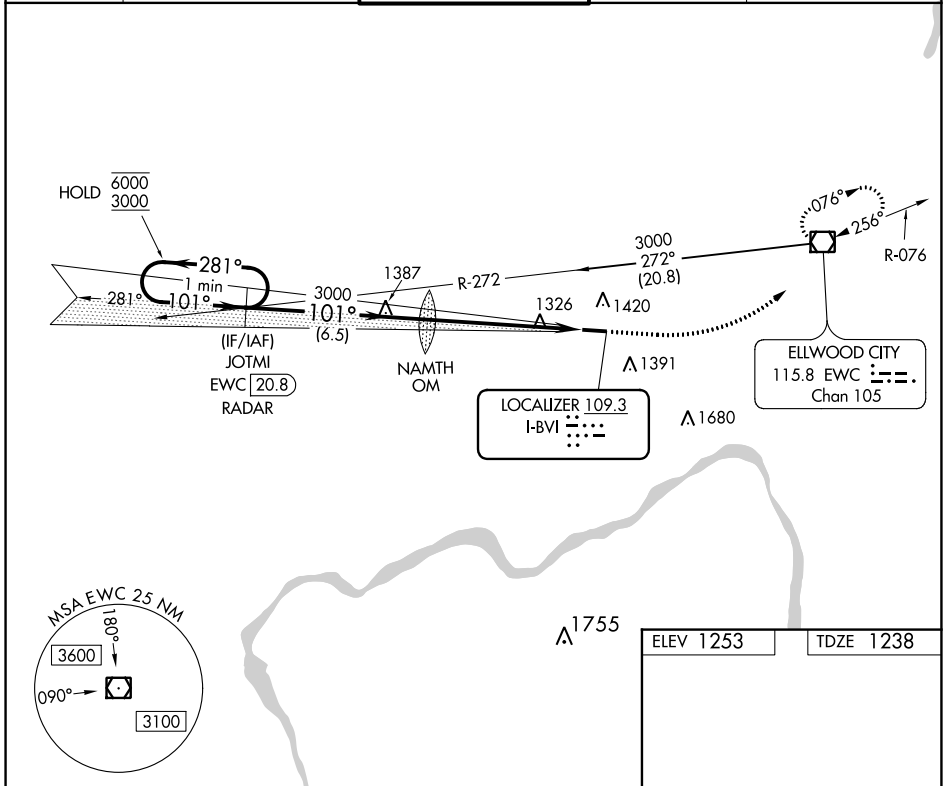 HOLD
6000
3000
281°
1 min
281°
101°
3000
101°
(6.5)
1387
R-272
3000
272°
(20.8)
076°
256°
R-076
1326
1420
1391
1680
1755
(IF/IAF)
JOTMI
EWC 20.8
RADAR
NAMTH
OM
LOCALIZER 109.3
I-BVI
ELLWOOD CITY
115.8 EWC
Chan 105
MSA EWC 25 NM
180°
3600
090°
3100
ELEV 1253
TDZE 1238